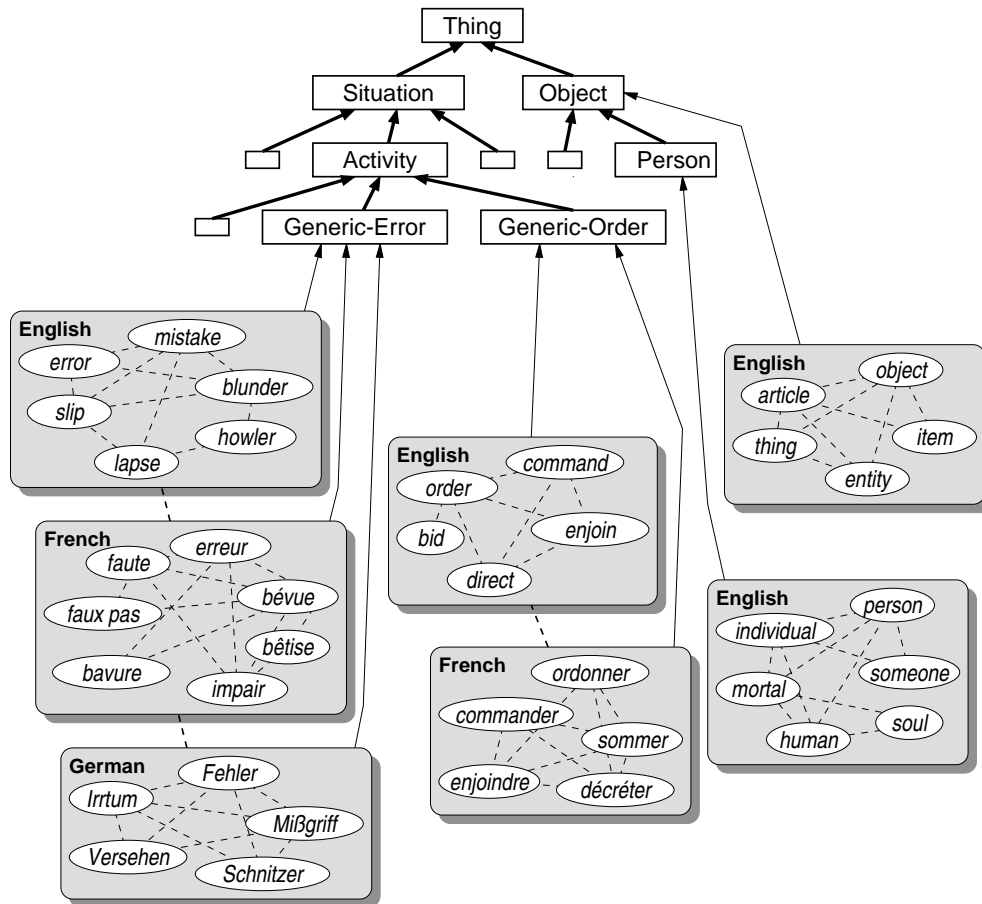 Thing
Situation
Object
Activity
Person
Generic-Error
Generic-Order
English
mistake
error
blunder
slip
howler
lapse
English
object
article
item
thing
entity
English
command
order
enjoin
bid
direct
French
erreur
faute
bévue
faux pas
bêtise
bavure
impair
English
person
individual
someone
mortal
soul
human
French
ordonner
commander
sommer
enjoindre
décréter
German
Fehler
Irrtum
Mißgriff
Versehen
Schnitzer